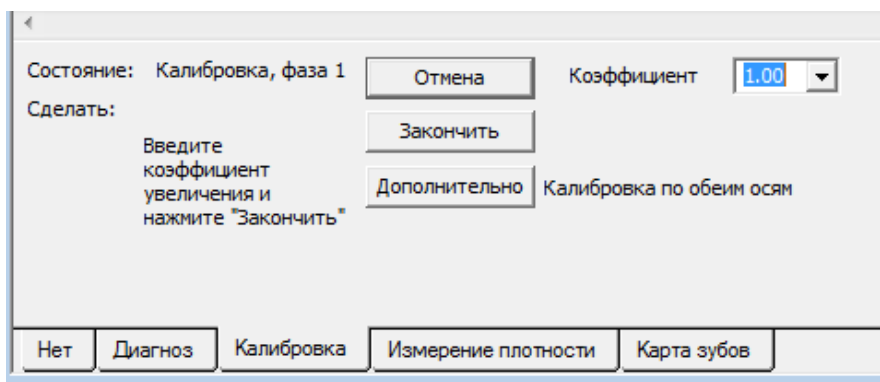 Состояние: Калибровка, фаза 1 Отмена Коэффициент 1.00
Сделать:
Закончить
Введите
коэффициент
увеличения и
нажмите "Закончить"
Дополнительно Калибровка по обеим осям
Нет Диагноз Калибровка Измерение плотности Карта зубов